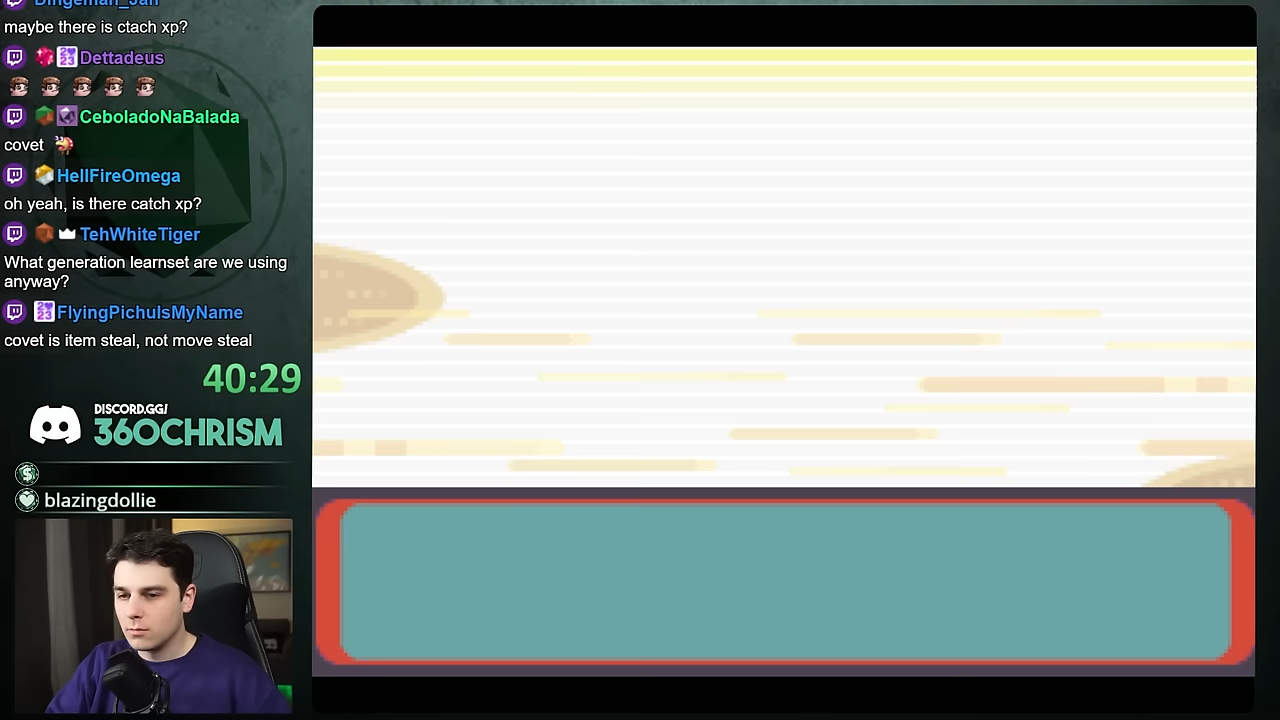 Dingeman_Jan
maybe there is ctach xp?
Dettadeus
CeboladoNaBalada
covet
HellFireOmega
oh yeah, is there catch xp?
TehWhiteTiger
What generation learnset are we using
anyway?
FlyingPichuIsMyName
covet is item steal, not move steal
40:29
DISCORD.GG/
360CHRISM
blazingdollie